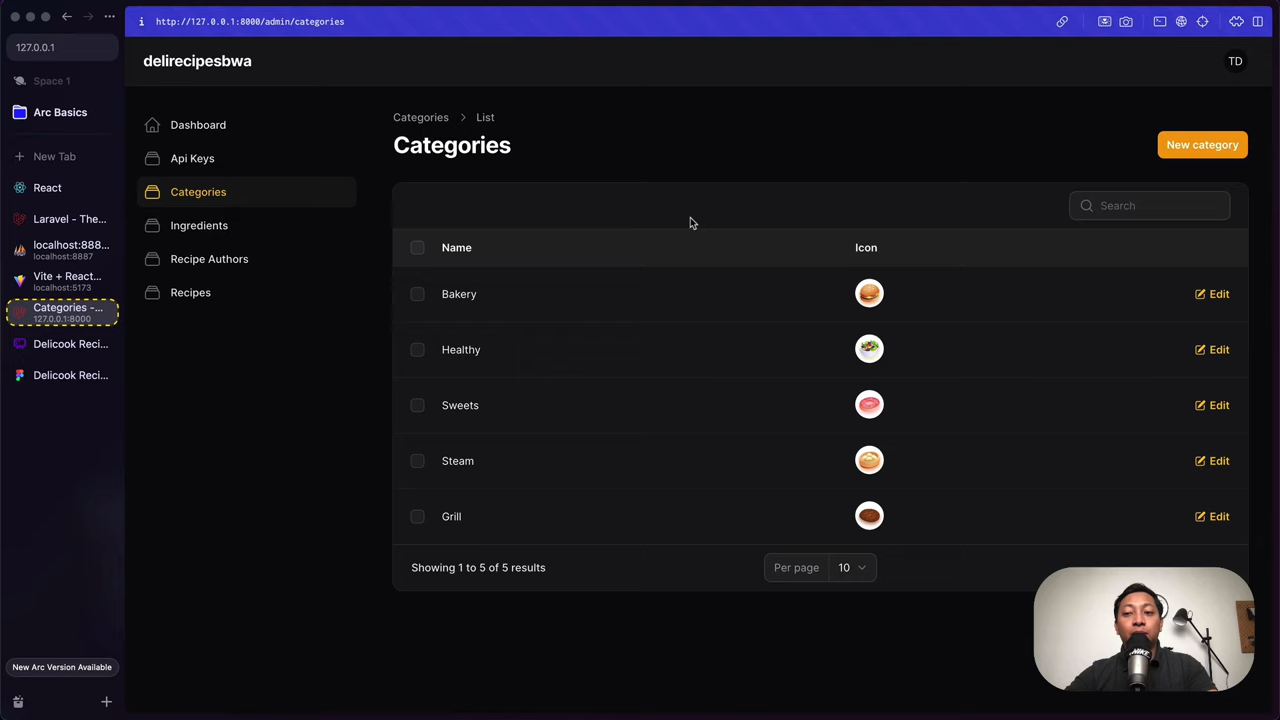 127.0.0.1
Space 1
Arc Basics
New Tab
React
Laravel - The...
localhost:888...
localhost:8887
Vite + React...
localhost:5173
Categories -...
127.0.0.1:8000
Delicook Reci...
Delicook Reci...
New Arc Version Available
http://127.0.0.1:8000/admin/categories
delirecipesbwa
TD
Dashboard
Api Keys
Categories
Ingredients
Recipe Authors
Recipes
Categories > List
Categories
New category
Search
Name Icon
Bakery Edit
Healthy Edit
Sweets Edit
Steam Edit
Grill Edit
Showing 1 to 5 of 5 results
Per page 10
NIKE